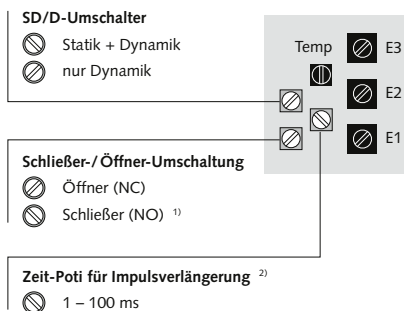 SD/D-Umschalter
Statik + Dynamik
nur Dynamik
Temp
E3
E2
E1
Schließer-/Öffner-Umschaltung
Öffner (NC)
Schließer (NO) 1)
Zeit-Poti für Impulsverlängerung 2)
1 – 100 ms